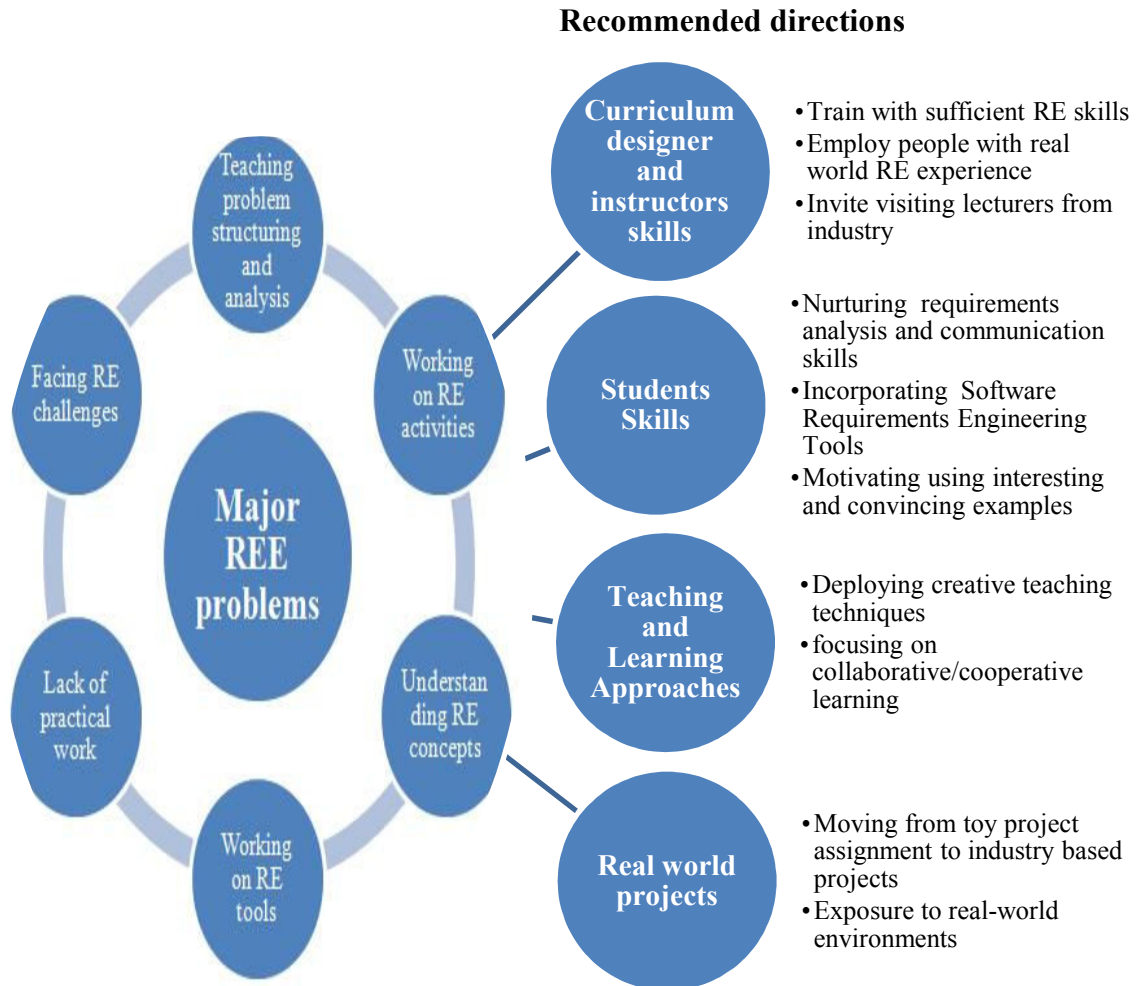 Recommended directions
Teaching
problem
structuring
and
analysis
Working
on RE
activities
Understan
ding RE
concepts
Working
on RE
tools
Lack of
practical
work
Facing RE
challenges
Major
REE
problems
Curriculum
designer
and
instructors
skills
•Train with sufficient RE skills
•Employ people with real
world RE experience
•Invite visiting lecturers from
industry
Students
Skills
•Nurturing requirements
analysis and communication
skills
•Incorporating Software
Requirements Engineering
Tools
•Motivating using interesting
and convincing examples
Teaching
and
Learning
Approaches
•Deploying creative teaching
techniques
•focusing on
collaborative/cooperative
learning
Real world
projects
•Moving from toy project
assignment to industry based
projects
•Exposure to real-world
environments